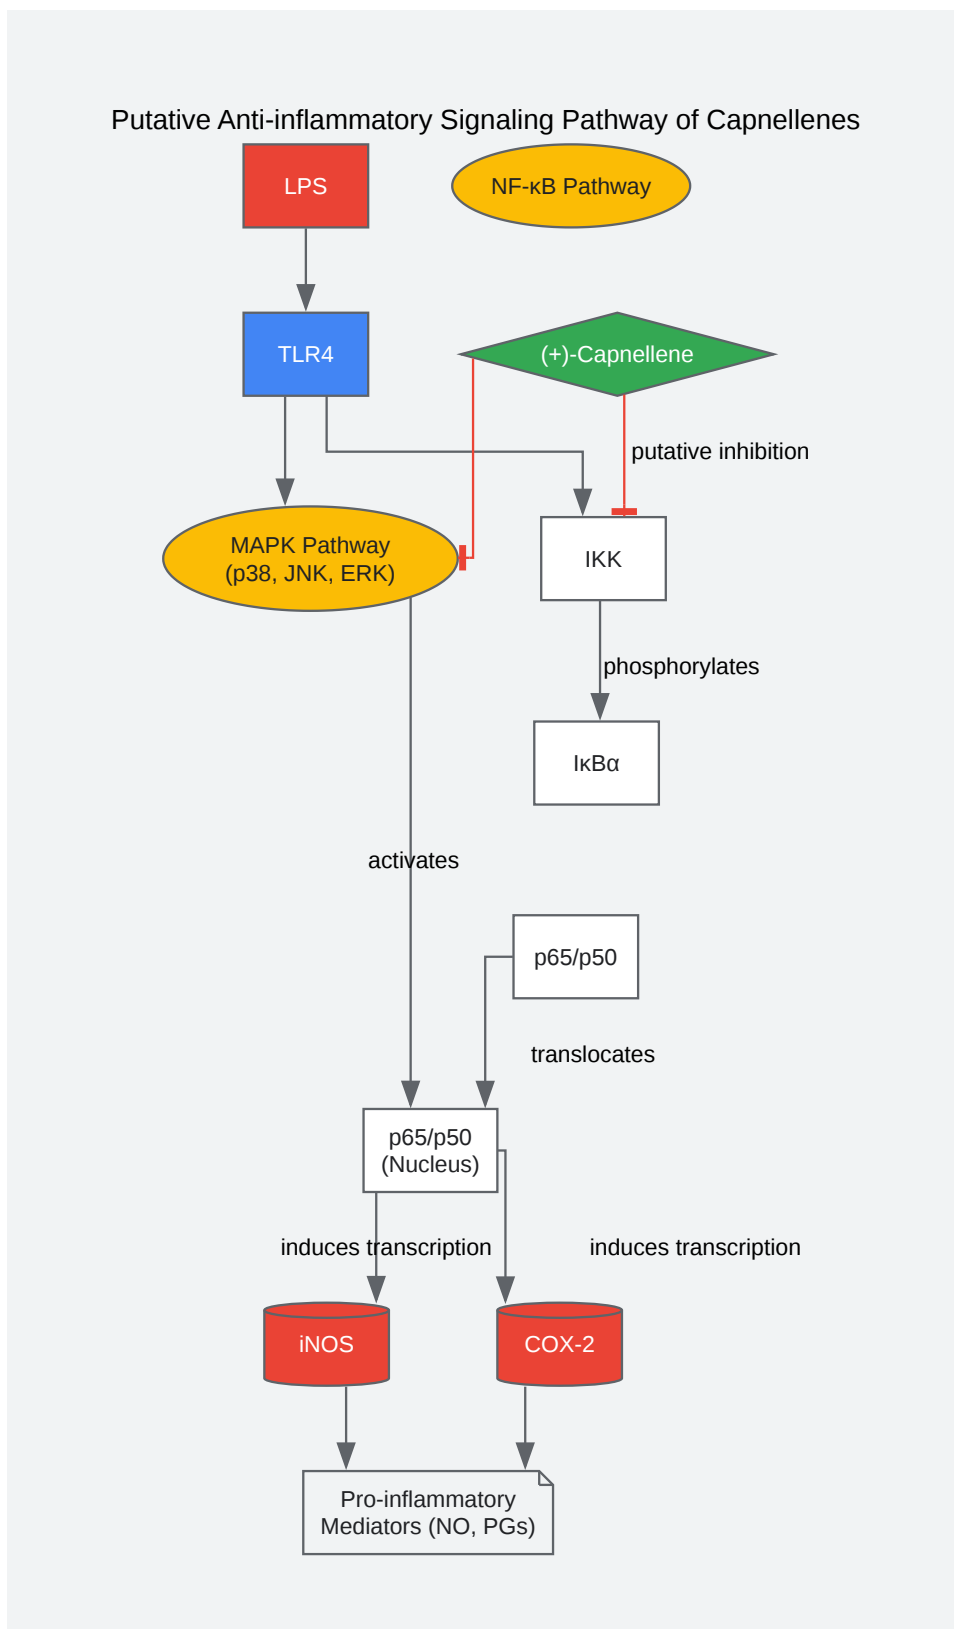 Putative Anti-inflammatory Signaling Pathway of Capnellenes
LPS
NF-κB Pathway
TLR4
(+)-Capnellene
putative inhibition
MAPK Pathway
(p38, JNK, ERK)
IKK
phosphorylates
IκBα
activates
p65/p50
translocates
p65/p50
(Nucleus)
induces transcription
induces transcription
iNOS
COX-2
Pro-inflammatory
Mediators (NO, PGs)